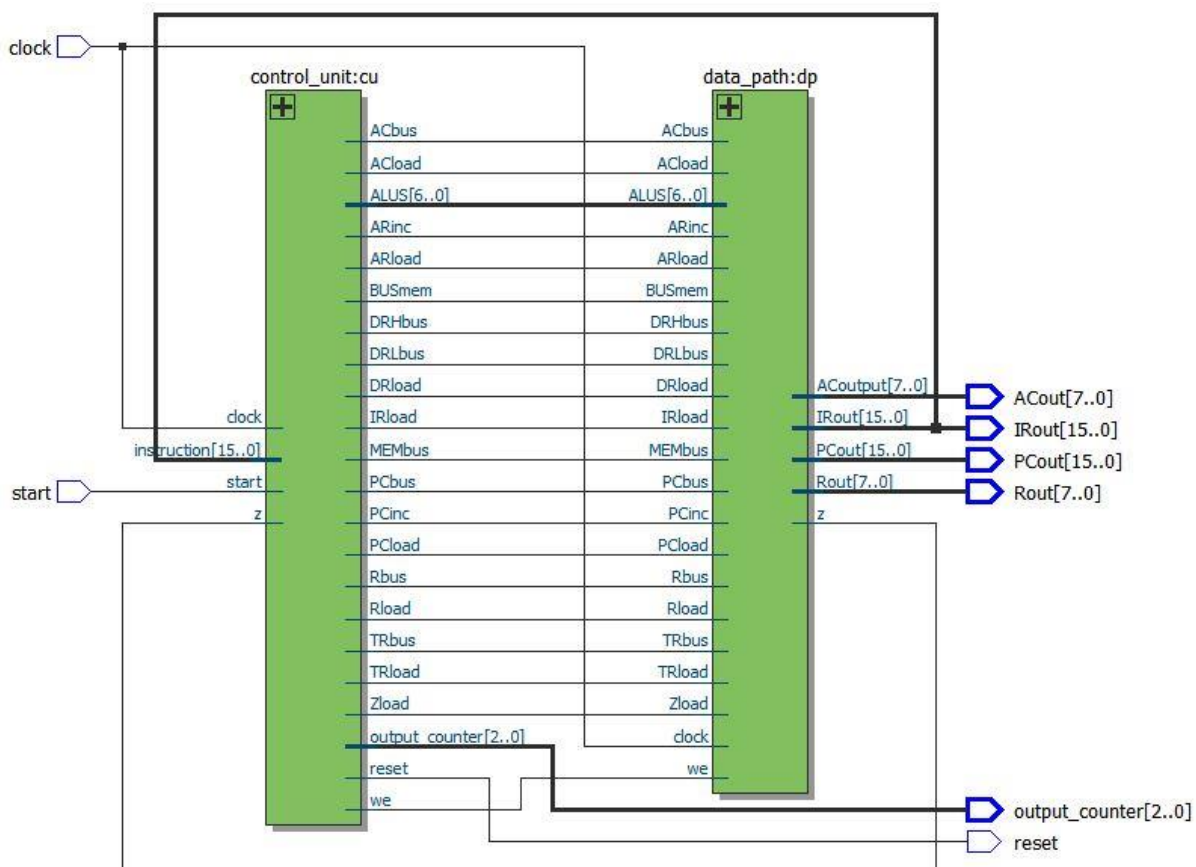 clock
control_unit:cu
data_path:dp
ACbus ACbus
ACload ACload
ALUS[6..0] ALUS[6..0]
ARinc ARinc
ARload ARload
BUSmem BUSmem
DRHbus DRHbus
DRLbus DRLbus
DRload DRload ACoutput[7..0] ACout[7..0]
clock IRload IRload IRout[15..0] IRout[15..0]
instruction[15..0] MEMbus MEMbus PCout[15..0] PCout[15..0]
start start PCbus PCbus Rout[7..0] Rout[7..0]
z PCinc PCinc z
PCload PCload
Rbus Rbus
Rload Rload
TRbus TRbus
TRload TRload
Zload Zload
output_counter[2..0] clock
reset we
we output_counter[2..0]
reset